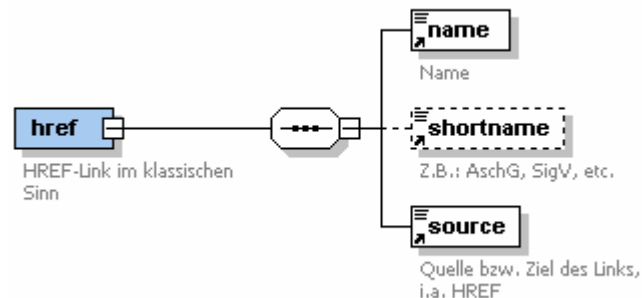 name
Name
href
HREF-Link im klassischen
Sinn
shortname
Z.B.: AschG, SigV, etc.
source
Quelle bzw. Ziel des Links,
i.a. HREF